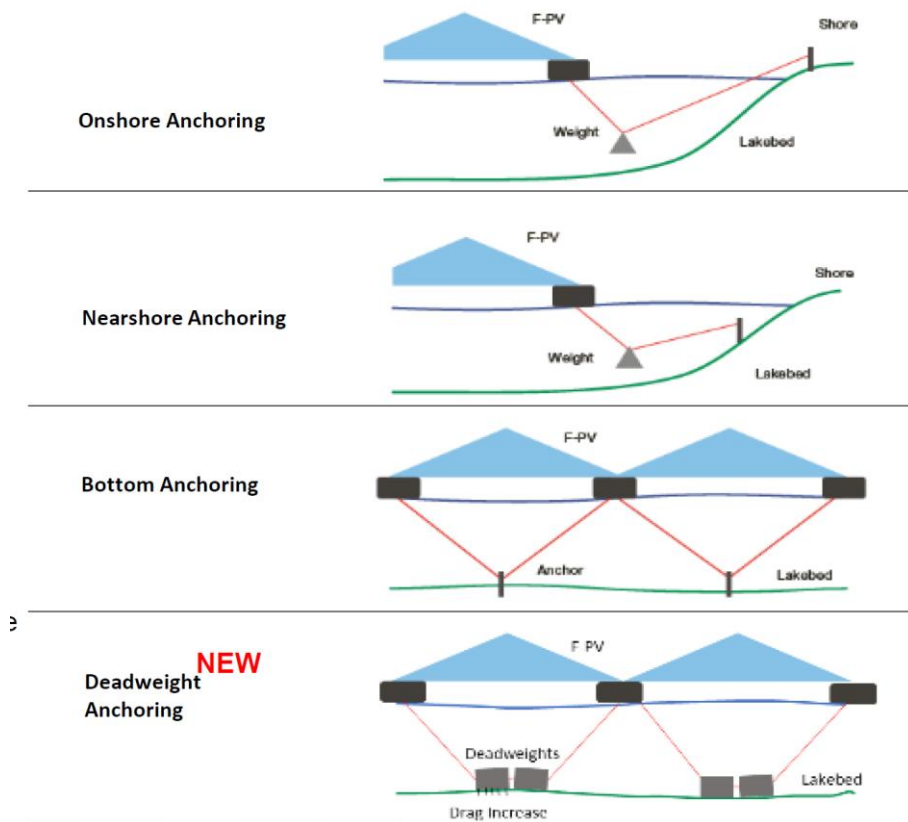 F-PV
Shore
Onshore Anchoring
Weight
Lakebed
F-PV
Shore
Nearshore Anchoring
Weight
Lakebed
F-PV
Bottom Anchoring
Anchor
Lakebed
e
NEW
F-PV
Deadweight
Anchoring
Deadweights
Lakebed
Drag Increase